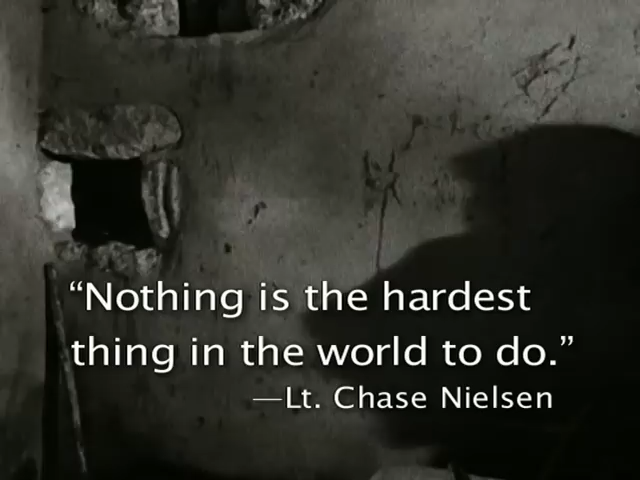 “Nothing is the hardest
thing in the world to do.”
—Lt. Chase Nielsen